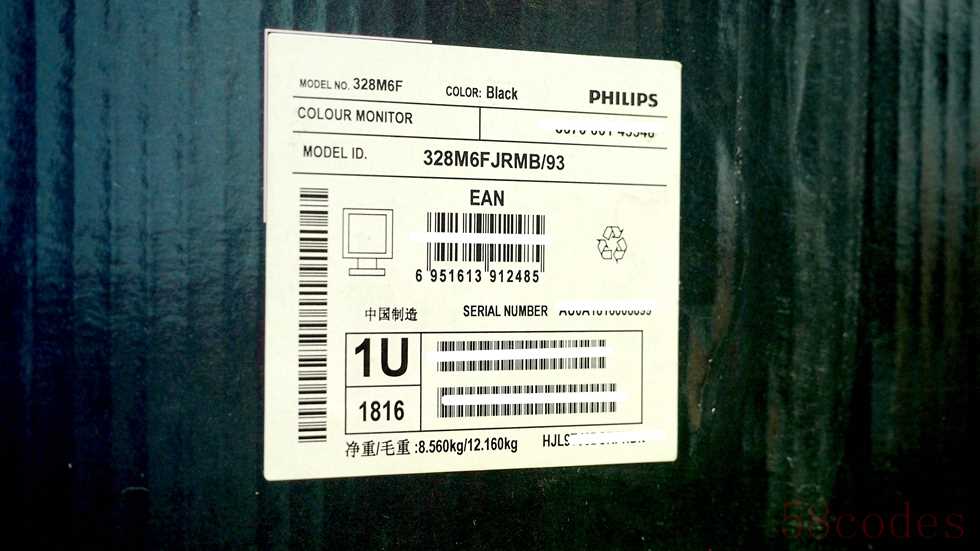 MODEL NO. 328M6F COLOR: Black PHILIPS
COLOUR MONITOR
MODEL ID. 328M6FJRMB/93
EAN
6 951613 912485
中国制造 SERIAL NUMBER
1U
1816
净重/毛重 :8.560kg/12.160kg
58codes